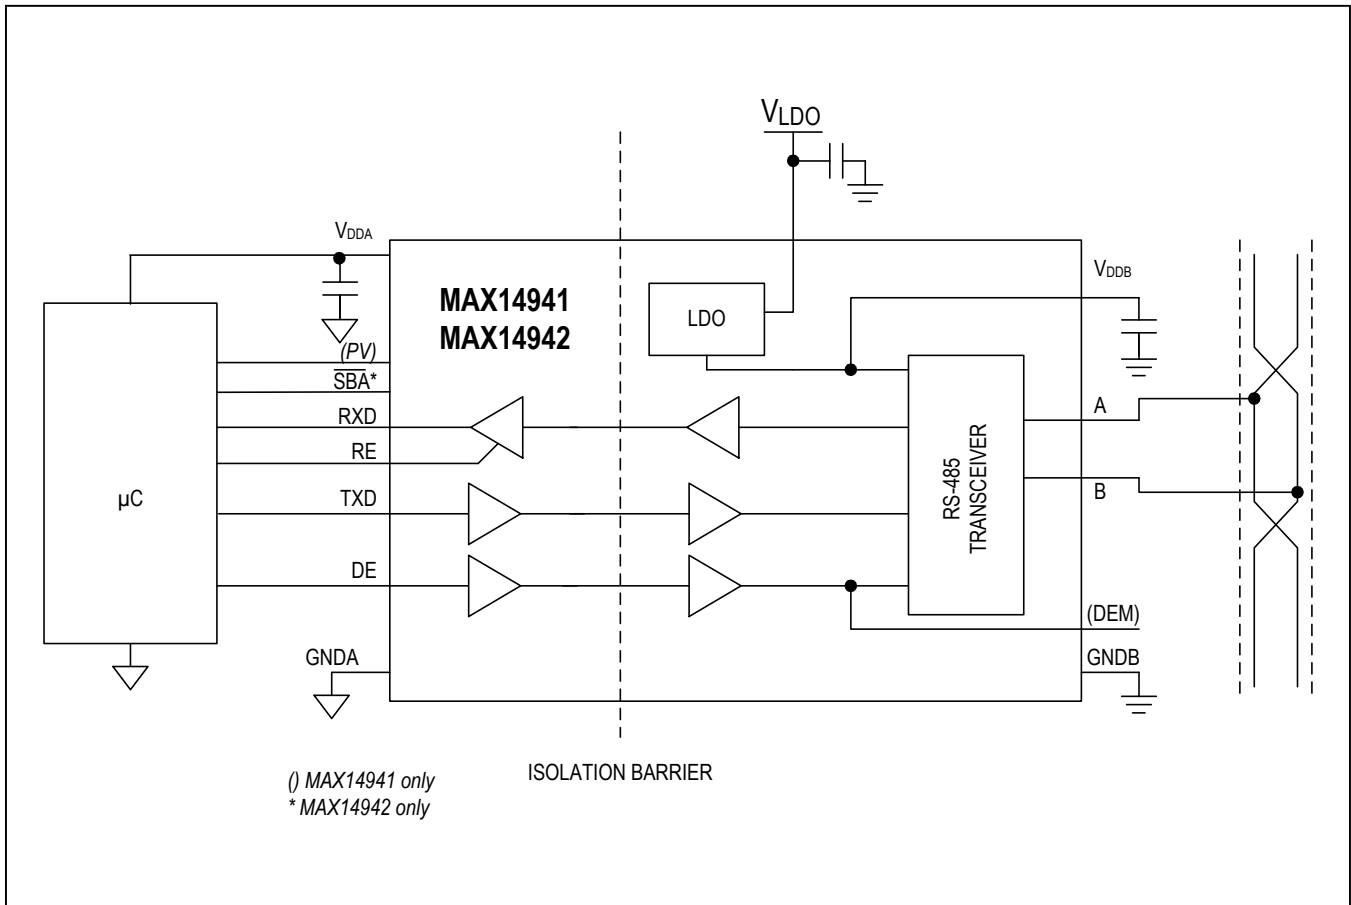 VLDO
VDDA
VDDB
MAX14941
MAX14942
LDO
(PV)
SBA*
RXD
RE
TXD
DE
µC
RS-485
TRANSCEIVER
A
B
(DEM)
GNDA
GNDB
ISOLATION BARRIER
() MAX14941 only
* MAX14942 only